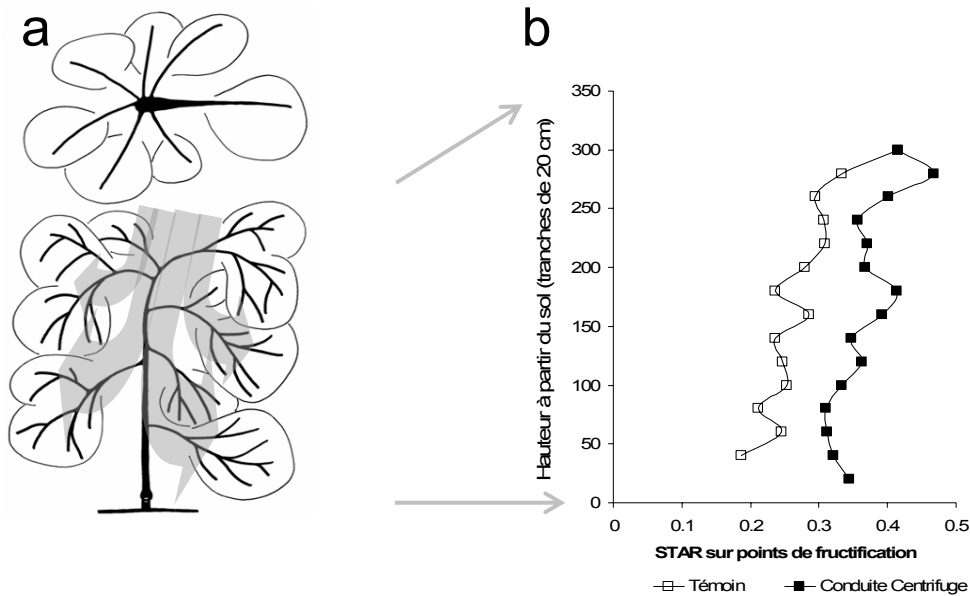 a
b
Hauteur à partir du sol (tranches de 20 cm)
350
300
250
200
150
100
50
0
0 0.1 0.2 0.3 0.4 0.5
STAR sur points de fructification
Témoin Conduite Centrifuge